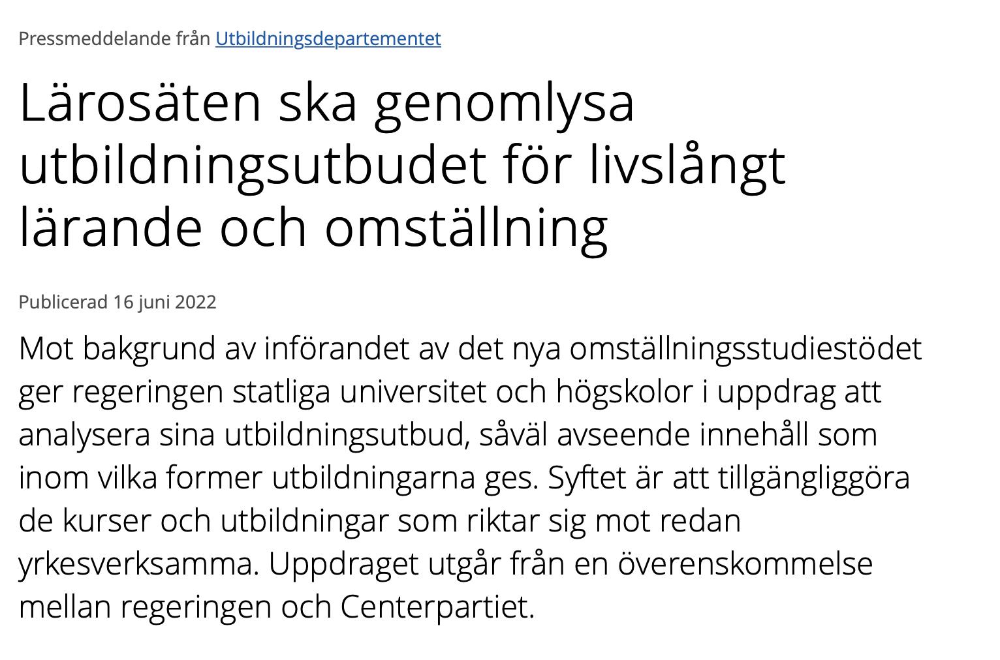 Pressmeddelande från Utbildningsdepartementet
Lärosäten ska genomlysa
utbildningsutbudet för livslångt
lärande och omställning
Publicerad 16 juni 2022
Mot bakgrund av införandet av det nya omställningsstudiestödet
ger regeringen statliga universitet och högskolor i uppdrag att
analysera sina utbildningsutbud, såväl avseende innehåll som
inom vilka former utbildningarna ges. Syftet är att tillgängliggöra
de kurser och utbildningar som riktar sig mot redan
yrkesverksamma. Uppdraget utgår från en överenskommelse
mellan regeringen och Centerpartiet.